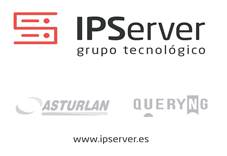 IPServer
grupo tecnológico
ASTURLAN QUERYNG
www.ipserver.es